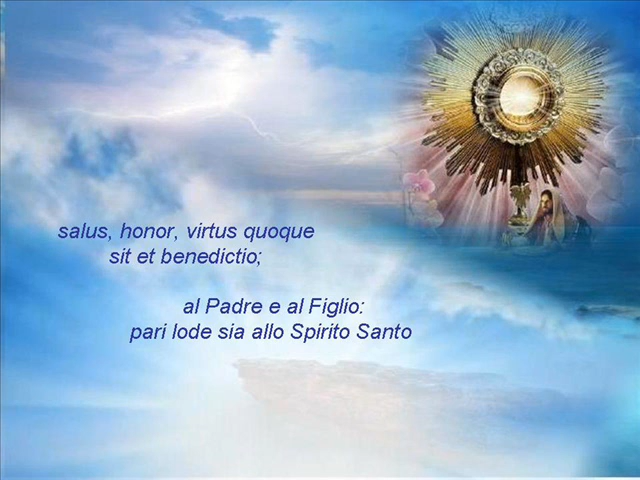 salus, honor, virtus quoque
sit et benedictio;
al Padre e al Figlio:
pari lode sia allo Spirito Santo